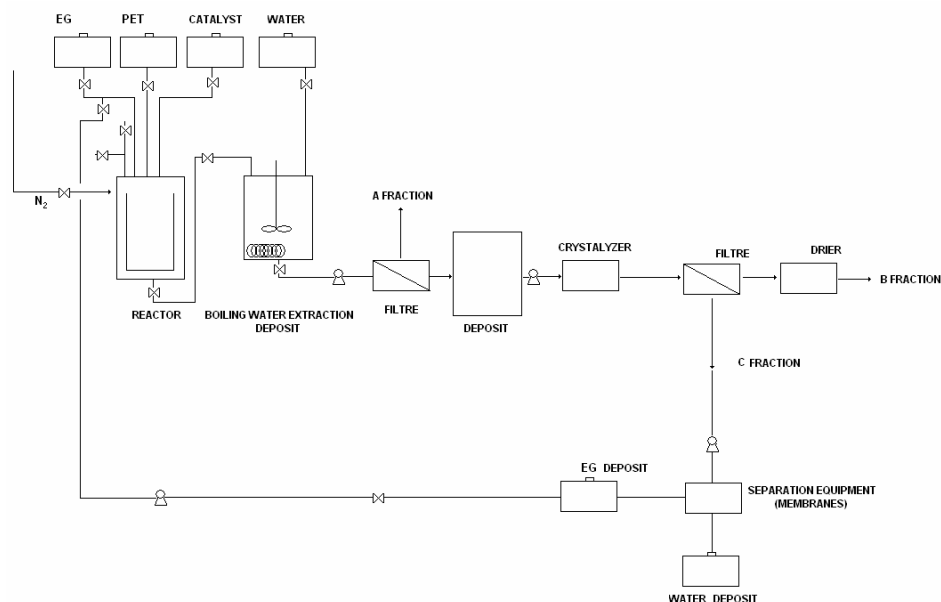 EG
PET
CATALYST
WATER
N2
A FRACTION
CRYSTALYZER
FILTRE
DRIER
B FRACTION
REACTOR
BOILING WATER EXTRACTION
DEPOSIT
FILTRE
DEPOSIT
C FRACTION
EG DEPOSIT
SEPARATION EQUIPMENT
(MEMBRANES)
WATER DEPOSIT